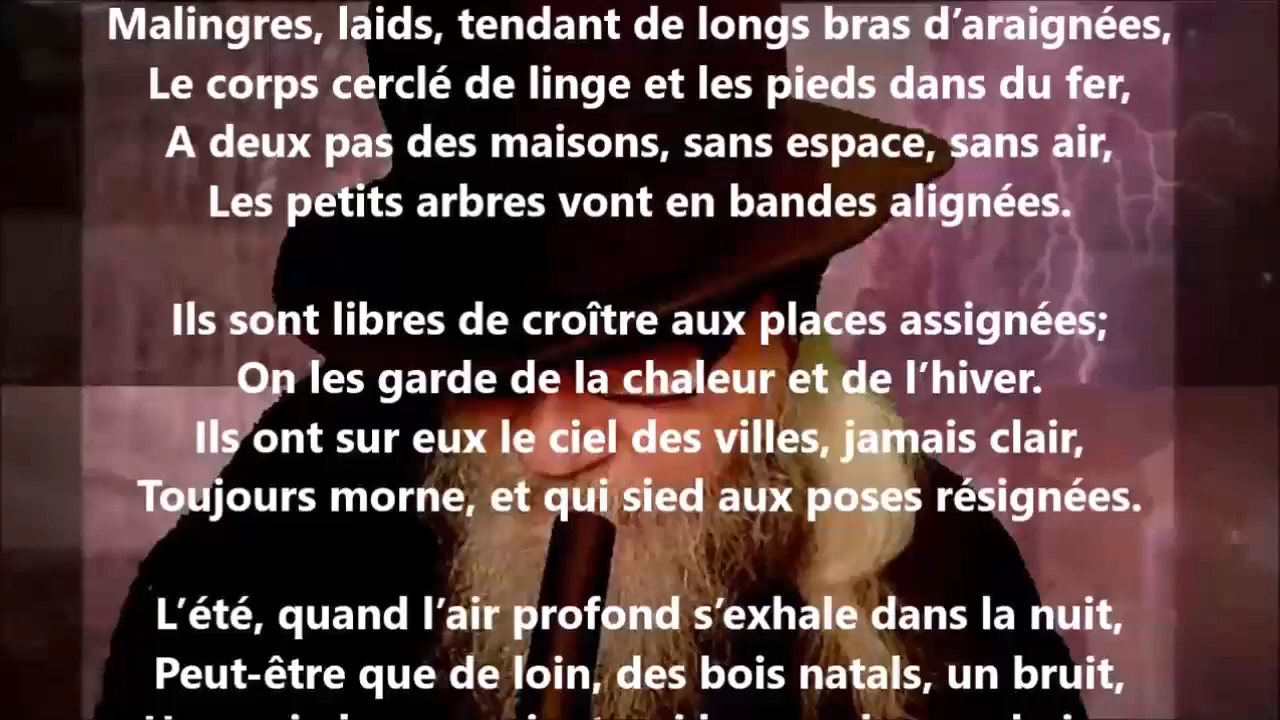 Malingres, laids, tendant de longs bras d’araignées,
Le corps cerclé de linge et les pieds dans du fer,
A deux pas des maisons, sans espace, sans air,
Les petits arbres vont en bandes alignées.
Ils sont libres de croître aux places assignées;
On les garde de la chaleur et de l’hiver.
Ils ont sur eux le ciel des villes, jamais clair,
Toujours morne, et qui sied aux poses résignées.
L’été, quand l’air profond s’exhale dans la nuit,
Peut-être que de loin, des bois natals, un bruit,